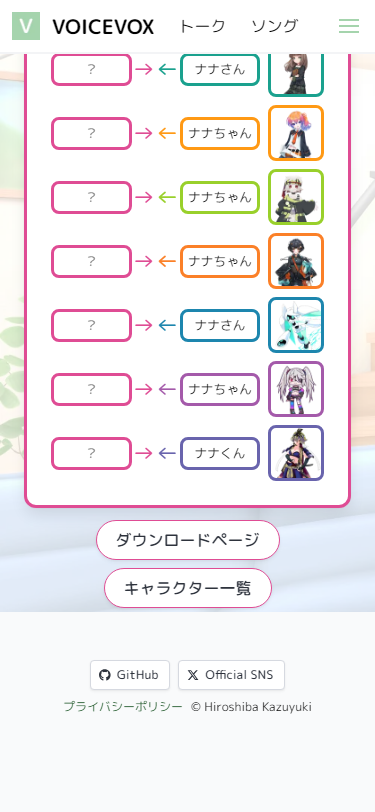 V VOICEVOX トーク ソング
? → ← ナナさん
? → ← ナナちゃん
? → ← ナナちゃん
? → ← ナナちゃん
? → ← ナナさん
? → ← ナナちゃん
? → ← ナナくん
ダウンロードページ
キャラクター一覧
GitHub Official SNS
プライバシーポリシー © Hiroshiba Kazuyuki